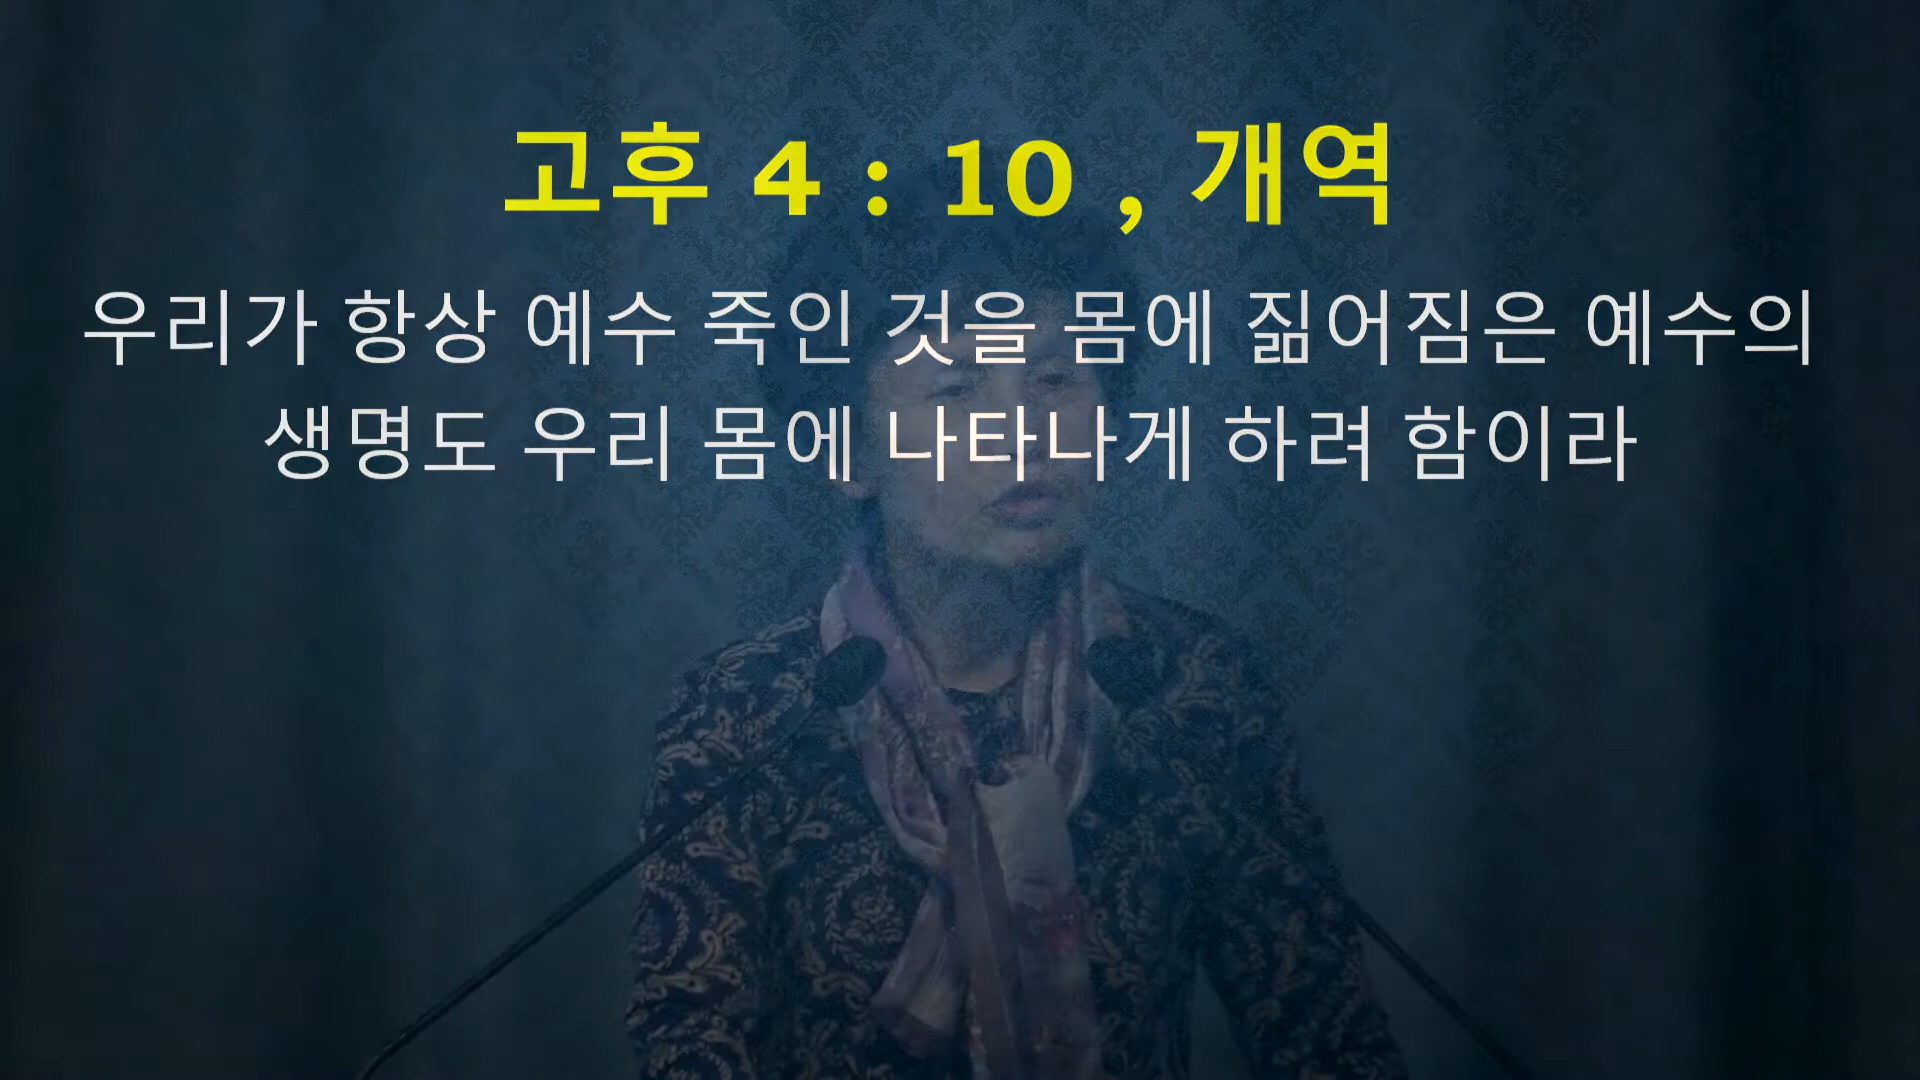 고후 4 : 10 , 개역
우리가 항상 예수 죽인 것을 몸에 짊어짐은 예수의
생명도 우리 몸에 나타나게 하려 함이라